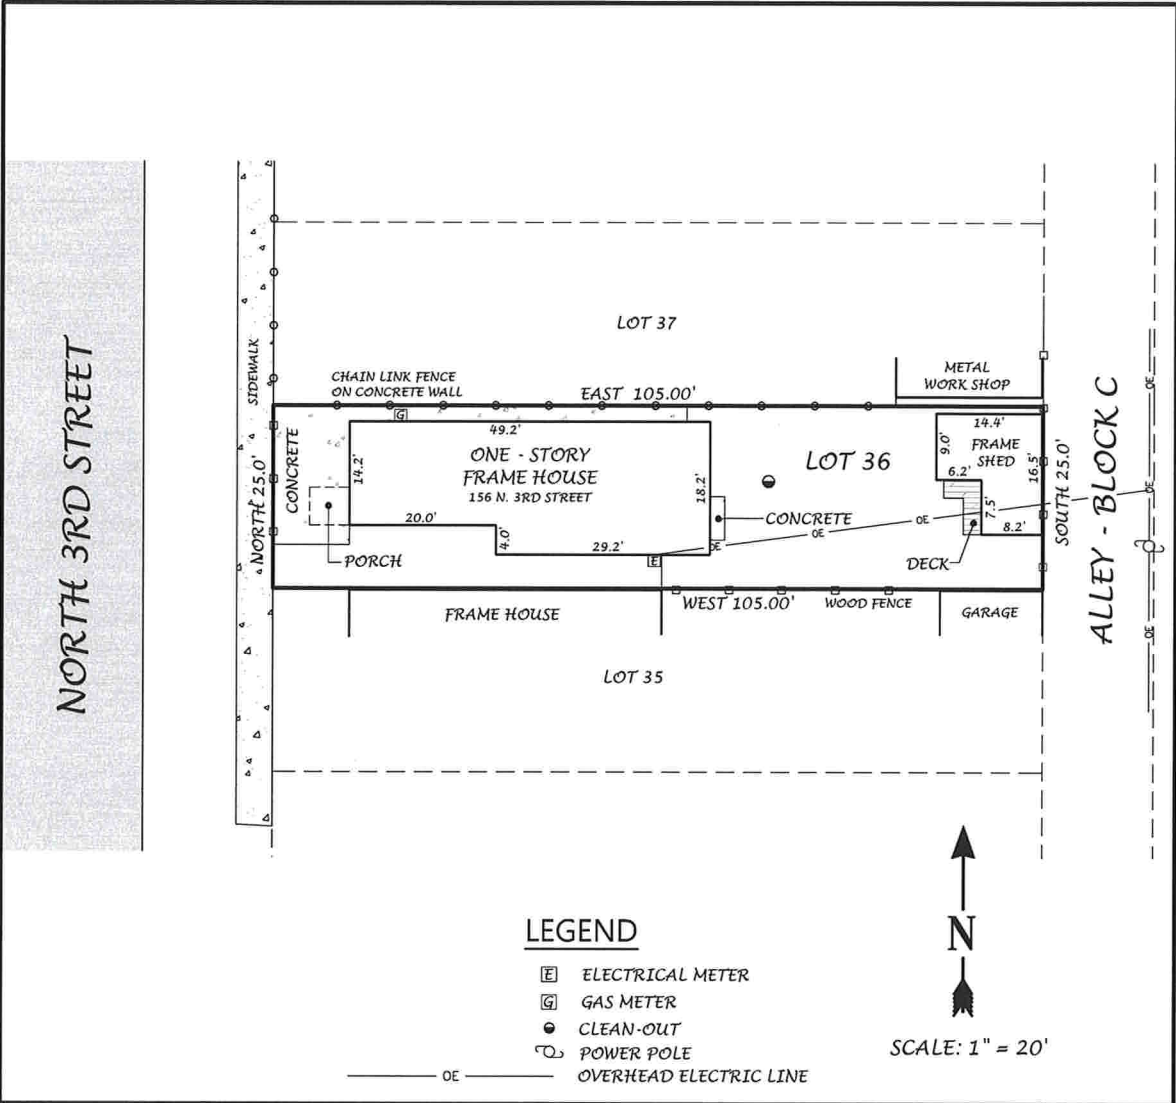 NORTH 3RD STREET
SIDEWALK
LOT 37
CHAIN LINK FENCE
ON CONCRETE WALL
EAST 105.00'
METAL
WORK SHOP
G
49.2'
ONE - STORY
FRAME HOUSE
156 N. 3RD STREET
14.2'
18.2'
20.0'
4.0'
29.2'
E
CONCRETE
NORTH 25.0'
PORCH
LOT 36
CONCRETE
OE
OE
OE
14.4'
9.0'
FRAME
SHED
16.5'
6.2'
7.5'
8.2'
DECK
SOUTH 25.0'
ALLEY - BLOCK C
OE
OE
OE
FRAME HOUSE
WEST 105.00'
WOOD FENCE
GARAGE
LOT 35
LEGEND
E ELECTRICAL METER
G GAS METER
CLEAN-OUT
POWER POLE
OE OVERHEAD ELECTRIC LINE
N
SCALE: 1" = 20'